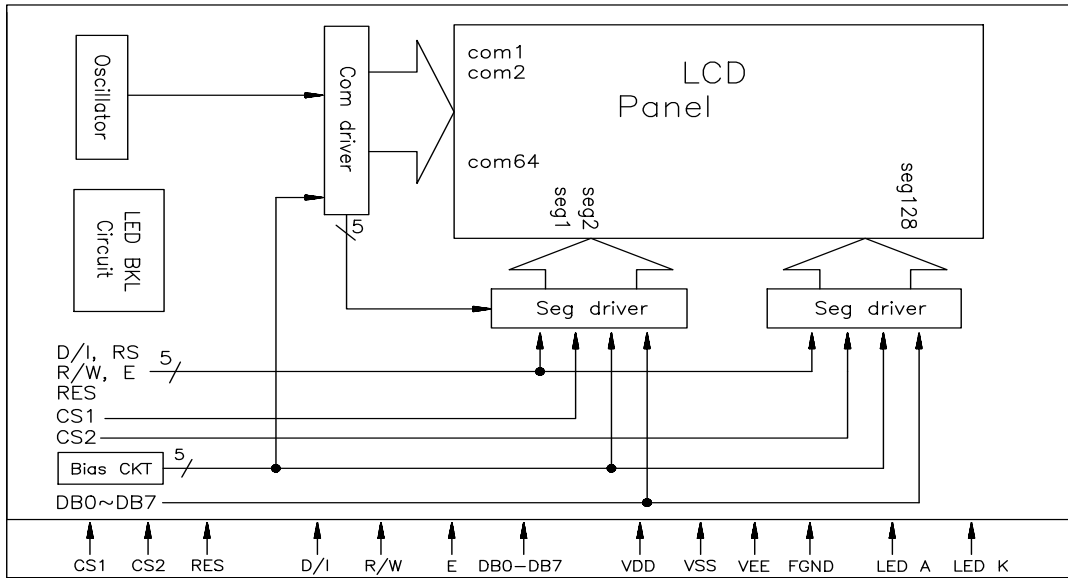 Oscillator
Com driver
com1
com2
com64
LCD
Panel
seg1
seg2
seg128
5
LED BKL
Circuit
Seg driver
Seg driver
D/I, RS
R/W, E
RES
5
CS1
CS2
Bias CKT
5
DB0~DB7
CS1
CS2
RES
D/I
R/W
E
DB0-DB7
VDD
VSS
VEE
FGND
LED A
LED K